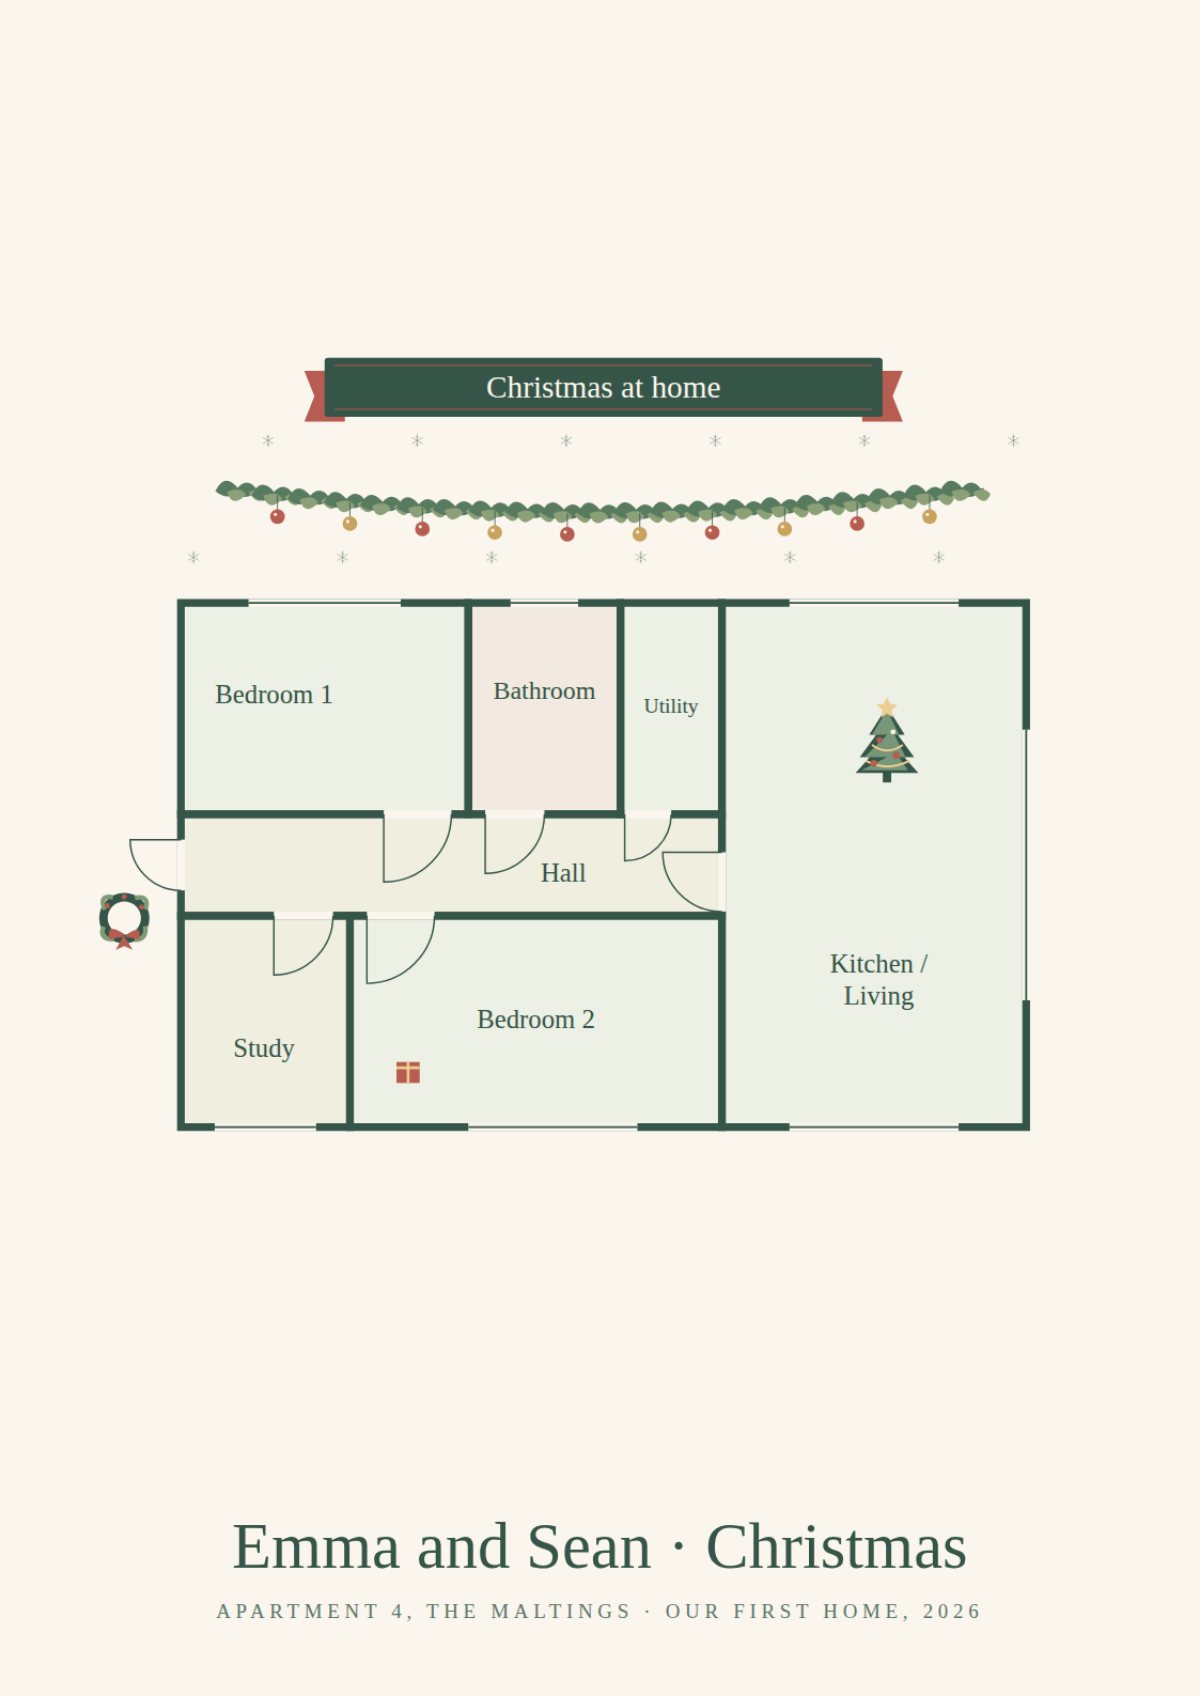 Christmas at home
Bedroom 1
Bathroom
Utility
Hall
Kitchen /
Living
Bedroom 2
Study
Emma and Sean · Christmas
APARTMENT 4, THE MALTINGS · OUR FIRST HOME, 2026